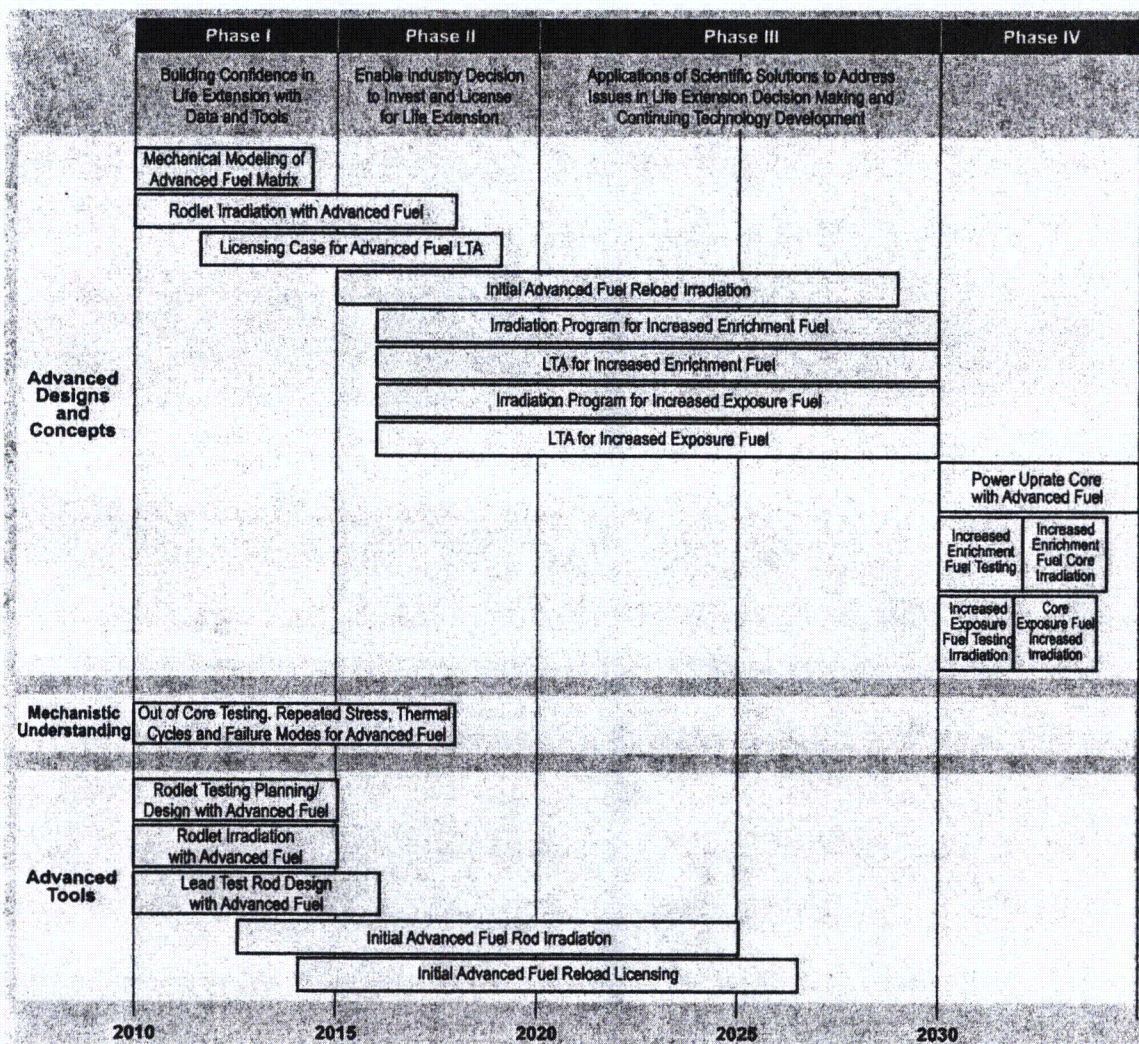 Phase I
Phase II
Phase III
Phase IV
Building Confidence in
Life Extension with
Data and Tools
Enable Industry Decision
to Invest and License
for Life Extension
Applications of Scientific Solutions to Address
Issues in Life Extension Decision Making and
Continuing Technology Development
Advanced
Designs
and
Concepts
Mechanical Modeling of
Advanced Fuel Matrix
Rodlet Irradiation with Advanced Fuel
Licensing Case for Advanced Fuel LTA
Initial Advanced Fuel Reload Irradiation
Irradiation Program for Increased Enrichment Fuel
LTA for Increased Enrichment Fuel
Irradiation Program for Increased Exposure Fuel
LTA for Increased Exposure Fuel
Power Uprate Core
with Advanced Fuel
Increased
Enrichment
Fuel Testing
Increased
Enrichment
Fuel Core
Irradiation
Increased
Exposure
Fuel Testing
Irradiation
Core
Exposure Fuel
Increased
Irradiation
Mechanistic
Understanding
Out of Core Testing. Repeated Stress, Thermal
Cycles and Failure Modes for Advanced Fuel
Advanced
Tools
Rodlet Testing Planning/
Design with Advanced Fuel
Rodlet Irradiation
with Advanced Fuel
Lead Test Rod Design
with Advanced Fuel
Initial Advanced Fuel Rod Irradiation
Initial Advanced Fuel Reload Licensing
2010
2015
2020
2025
2030